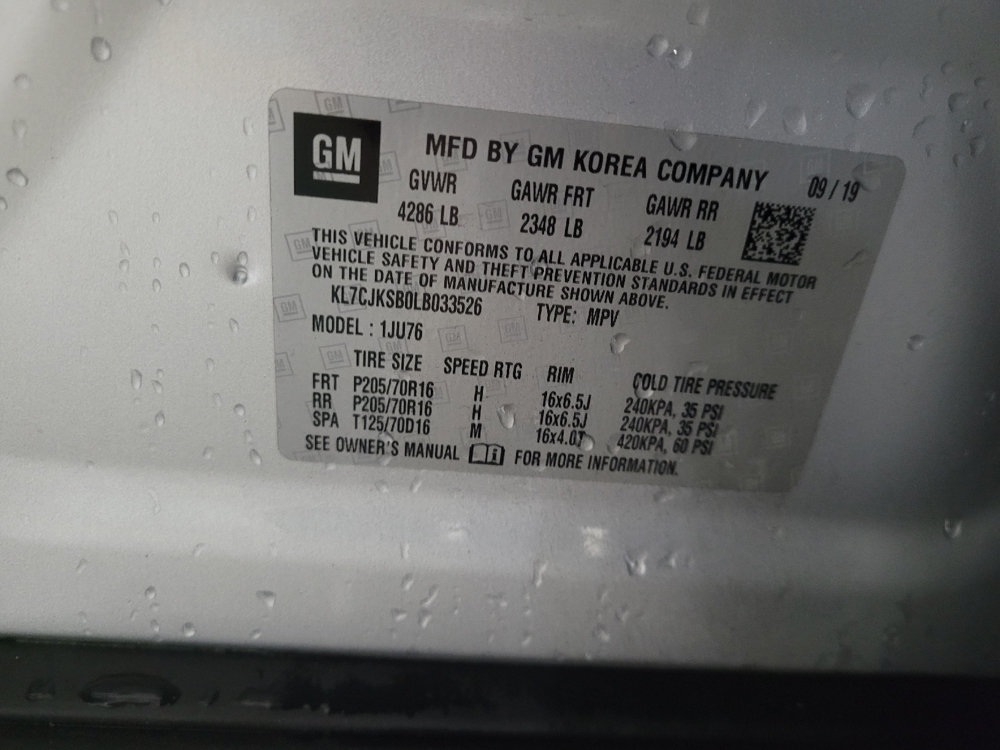 GM
MFD BY GM KOREA COMPANY 09 / 19
GVWR GAWR FRT GAWR RR
4286 LB 2348 LB 2194 LB
THIS VEHICLE CONFORMS TO ALL APPLICABLE U.S. FEDERAL MOTOR
VEHICLE SAFETY AND THEFT PREVENTION STANDARDS IN EFFECT
ON THE DATE OF MANUFACTURE SHOWN ABOVE.
KL7CJKSB0LB033526 TYPE: MPV
MODEL : 1JU76
TIRE SIZE SPEED RTG RIM COLD TIRE PRESSURE
FRT P205/70R16 H 16x6.5J 240KPA, 35 PSI
RR P205/70R16 H 16x6.5J 240KPA, 35 PSI
SPA T125/70D16 M 16x4.0T 420KPA, 60 PSI
SEE OWNER'S MANUAL FOR MORE INFORMATION.